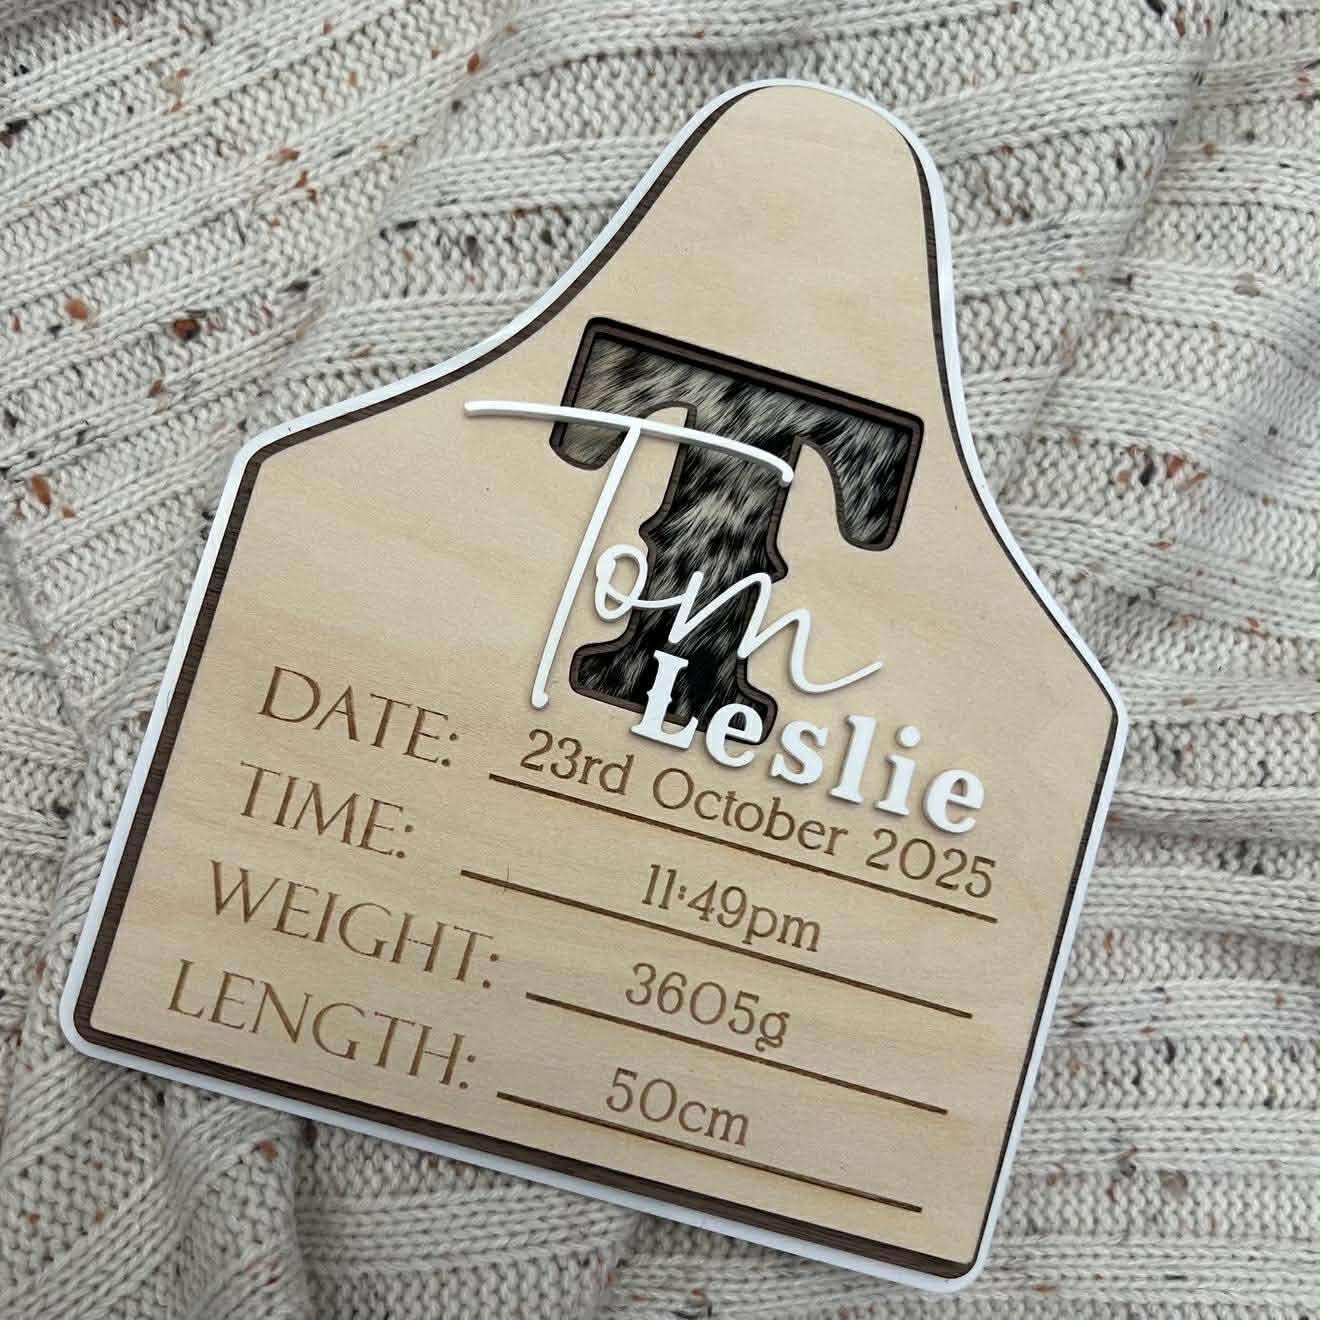 T
Tom
Leslie
DATE: 23rd October 2025
TIME: 11:49pm
WEIGHT: 3605g
LENGTH: 50cm